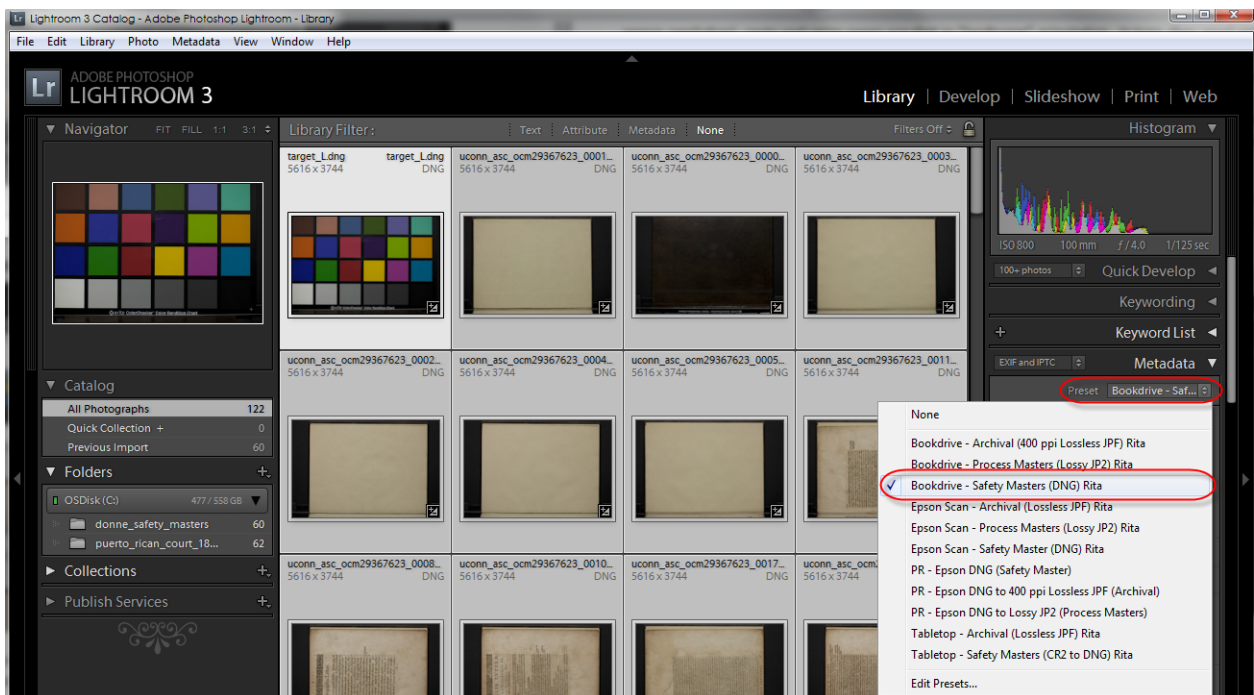 Lr Lightroom 3 Catalog - Adobe Photoshop Lightroom - Library
File Edit Library Photo Metadata View Window Help
Lr ADOBE PHOTOSHOP
LIGHTROOM 3
Library | Develop | Slideshow | Print | Web
Navigator FIT FILL 1:1 3:1
Library Filter : Text Attribute Metadata None Filters Off
Histogram
target_L.dng target_L.dng
5616 x 3744 DNG
uconn_asc_ocm29367623_0001...
5616 x 3744 DNG
uconn_asc_ocm29367623_0000...
5616 x 3744 DNG
uconn_asc_ocm29367623_0003...
5616 x 3744 DNG
ISO 800 100 mm f / 4.0 1/125 sec
100+ photos Quick Develop
Keywording
+ Keyword List
EXIF and IPTC Metadata
Preset Bookdrive - Saf...
uconn_asc_ocm29367623_0002...
5616 x 3744 DNG
uconn_asc_ocm29367623_0004...
5616 x 3744 DNG
uconn_asc_ocm29367623_0005...
5616 x 3744 DNG
uconn_asc_ocm29367623_0011...
5616 x 3744 DNG
Catalog
All Photographs 122
Quick Collection + 0
Previous Import 60
Folders +
OSDisk (C:) 477 / 558 GB
donne_safety_masters 60
puerto_rican_court_18... 62
Collections +
Publish Services +
uconn_asc_ocm29367623_0008...
5616 x 3744 DNG
uconn_asc_ocm29367623_0010...
5616 x 3744 DNG
uconn_asc_ocm29367623_0017...
5616 x 3744 DNG
uconn_asc_ocm
5616 x 3744
None
Bookdrive - Archival (400 ppi Lossless JPF) Rita
Bookdrive - Process Masters (Lossy JP2) Rita
Bookdrive - Safety Masters (DNG) Rita
Epson Scan - Archival (Lossless JPF) Rita
Epson Scan - Process Masters (Lossy JP2) Rita
Epson Scan - Safety Master (DNG) Rita
PR - Epson DNG (Safety Master)
PR - Epson DNG to 400 ppi Lossless JPF (Archival)
PR - Epson DNG to Lossy JP2 (Process Masters)
Tabletop - Archival (Lossless JPF) Rita
Tabletop - Safety Masters (CR2 to DNG) Rita
Edit Presets...